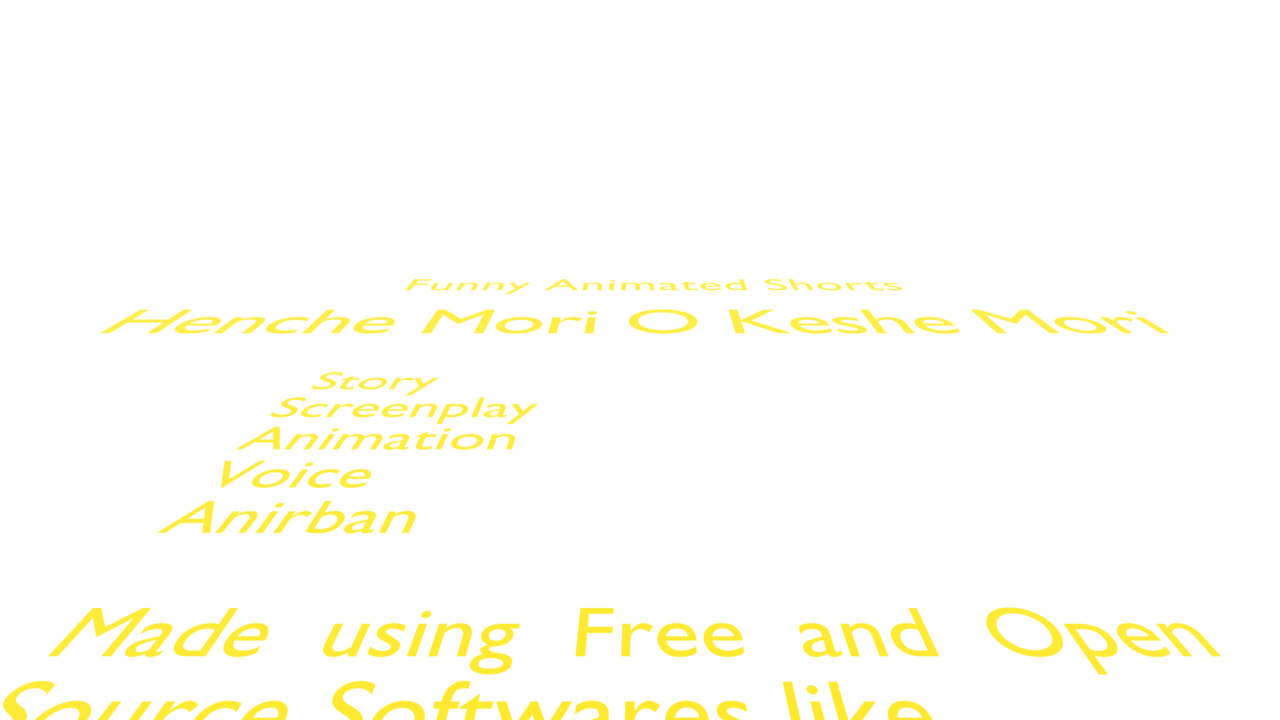 Funny Animated Shorts
Henche Mori O Keshe Mori
Story
Screenplay
Animation
Voice
Anirban
Made using Free and Open
Source Softwares like